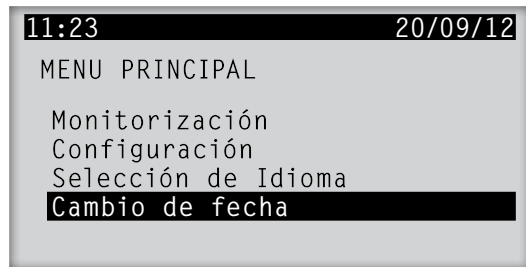 11:23 20/09/12
MENU PRINCIPAL
Monitorización
Configuración
Selección de Idioma
Cambio de fecha